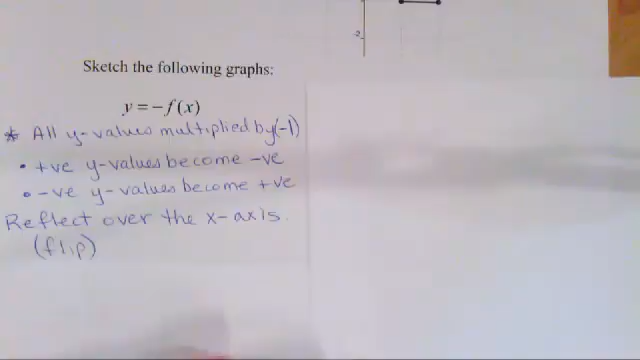 -2
Sketch the following graphs:
y = -f(x)
* All y-values multiplied by (-1)
• +ve y-values become -ve
• -ve y-values become +ve
Reflect over the x-axis.
(flip)